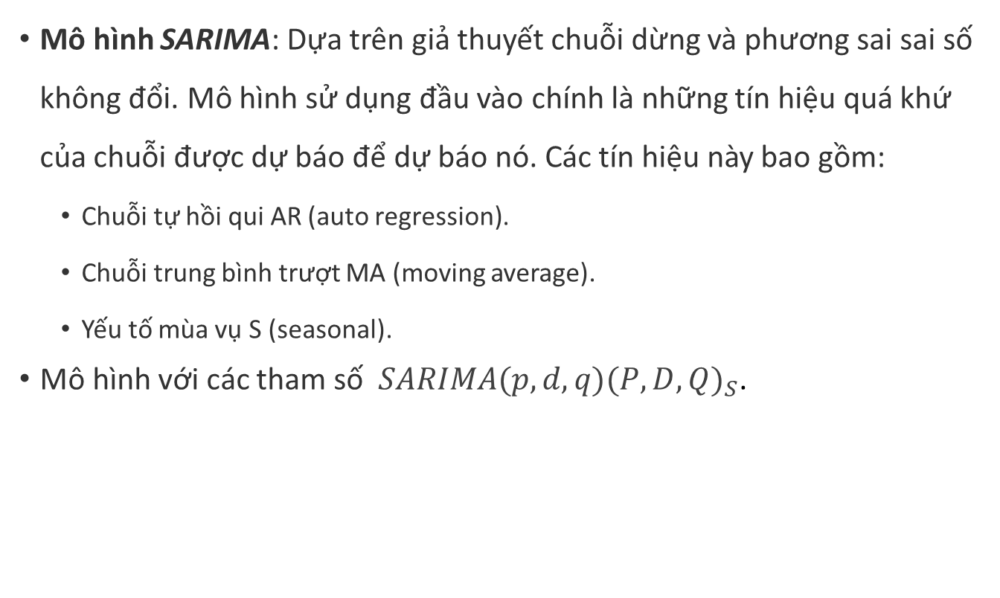 • Mô hình SARIMA: Dựa trên giả thuyết chuỗi dừng và phương sai sai số
không đổi. Mô hình sử dụng đầu vào chính là những tín hiệu quá khứ
của chuỗi được dự báo để dự báo nó. Các tín hiệu này bao gồm:
• Chuỗi tự hồi qui AR (auto regression).
• Chuỗi trung bình trượt MA (moving average).
• Yếu tố mùa vụ S (seasonal).
• Mô hình với các tham số SARIMA(p, d, q)(P, D, Q)S.